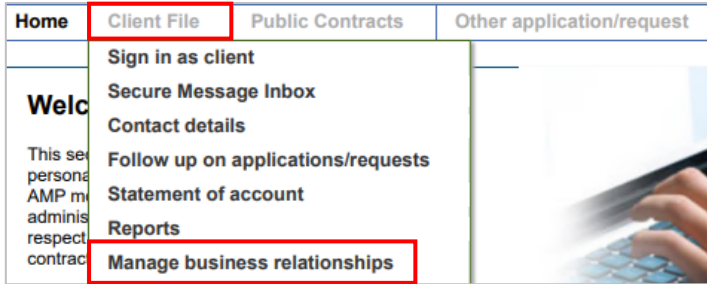 Home Client File Public Contracts Other application/request
Sign in as client
Secure Message Inbox
Welc
Contact details
This se
Follow up on applications/requests
persona
AMP m
Statement of account
adminis
Reports
respect
contrac
Manage business relationships